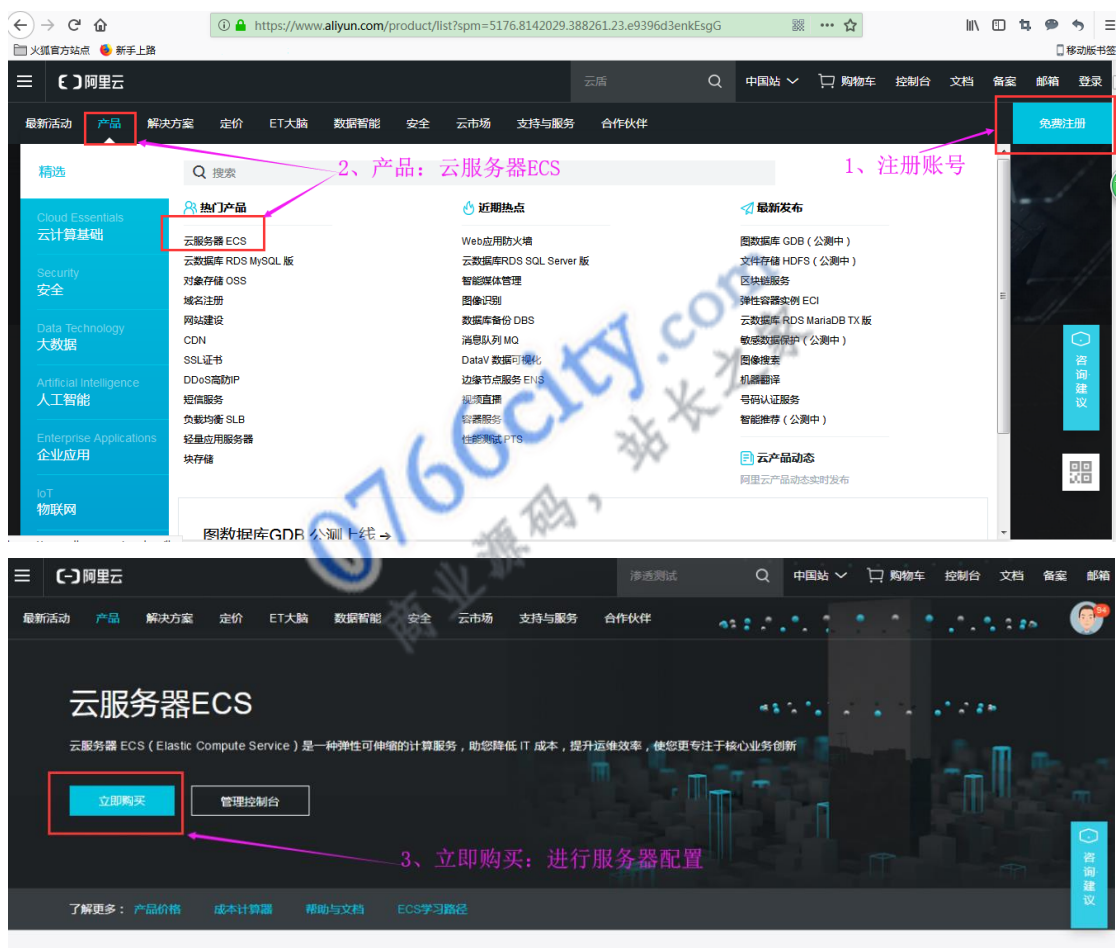 https://www.aliyun.com/product/list?spm=5176.8142029.388261.23.e9396d3enkEsgG
火狐官方站点 新手上路 移动版书签
阿里云 云盾 中国站 购物车 控制台 文档 备案 邮箱 登录
最新活动 产品 解决方案 定价 ET大脑 数据智能 安全 云市场 支持与服务 合作伙伴 免费注册
精选 搜索 2、产品：云服务器ECS 1、注册账号
热门产品 近期热点 最新发布
Cloud Essentials
云计算基础
云服务器 ECS Web应用防火墙 图数据库 GDB ( 公测中 )
云数据库 RDS MySQL 版 云数据库RDS SQL Server 版 文件存储 HDFS ( 公测中 )
Security
安全
对象存储 OSS 智能媒体管理 区块链服务
域名注册 图像识别 弹性容器实例 ECI
网站建设 数据库备份 DBS 云数据库 RDS MariaDB TX 版
Data Technology
大数据
CDN 消息队列 MQ 敏感数据保护 ( 公测中 )
SSL证书 DataV 数据可视化 图像搜索
Artificial Intelligence
人工智能
DDoS高防IP 边缘节点服务 ENS 机器翻译
短信服务 视频直播 号码认证服务
负载均衡 SLB 容器服务 智能推荐 ( 公测中 )
Enterprise Applications
企业应用
轻量应用服务器 性能测试 PTS
块存储 云产品动态
阿里云产品动态实时发布
IoT
物联网
图数据库GDB 公测上线
咨询·建议
0766city.com
商业源码，站长之家
阿里云 渗透测试 中国站 购物车 控制台 文档 备案 邮箱
最新活动 产品 解决方案 定价 ET大脑 数据智能 安全 云市场 支持与服务 合作伙伴 94
云服务器ECS
云服务器 ECS ( Elastic Compute Service ) 是一种弹性可伸缩的计算服务，助您降低 IT 成本，提升运维效率，使您更专注于核心业务创新
立即购买 管理控制台
3、立即购买：进行服务器配置
咨询·建议
了解更多： 产品价格 成本计算器 帮助与文档 ECS学习路径